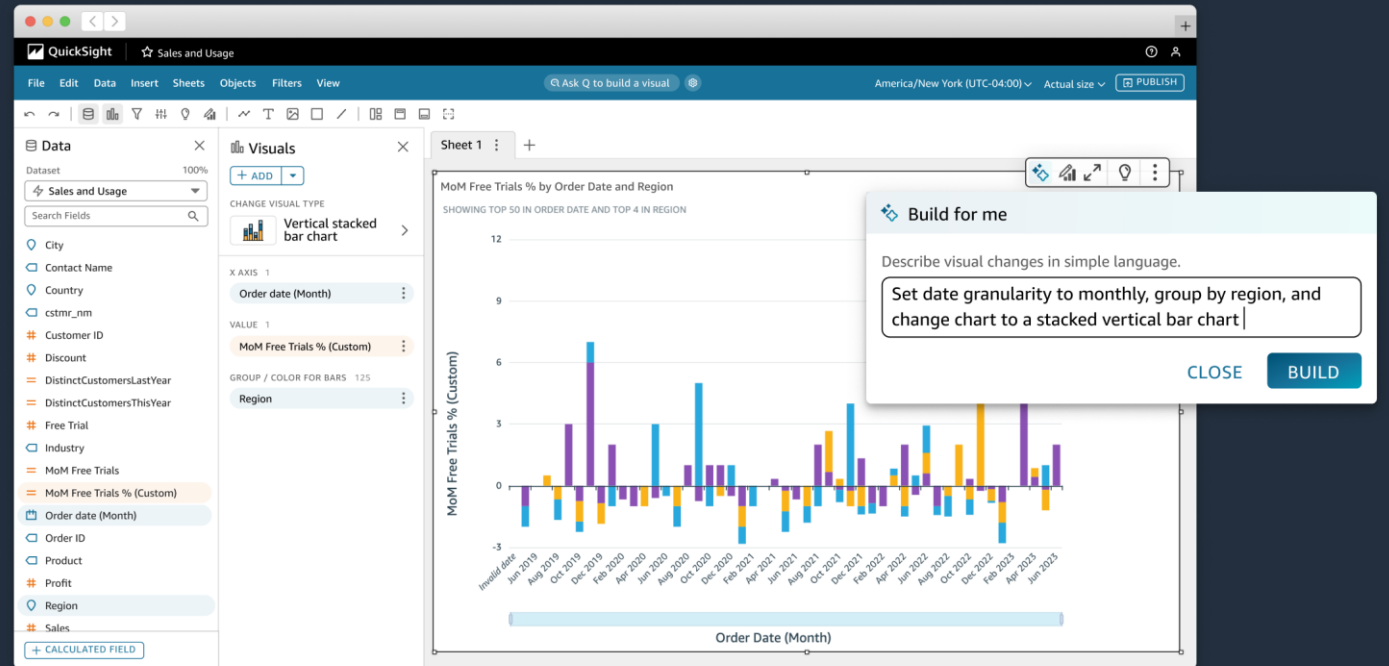 QuickSight
Sales and Usage
File Edit Data Insert Sheets Objects Filters View
Ask Q to build a visual
America/New York (UTC-04:00)
Actual size
PUBLISH
Data
Dataset 100%
Sales and Usage
Search Fields
City
Contact Name
Country
cstmr_nm
Customer ID
Discount
DistinctCustomersLastYear
DistinctCustomersThisYear
Free Trial
Industry
MoM Free Trials
MoM Free Trials % (Custom)
Order date (Month)
Order ID
Product
Profit
Region
Sales
+ CALCULATED FIELD
Visuals
+ ADD
CHANGE VISUAL TYPE
Vertical stacked
bar chart
X AXIS 1
Order date (Month)
VALUE 1
MoM Free Trials % (Custom)
GROUP / COLOR FOR BARS 125
Region
Sheet 1
MoM Free Trials % by Order Date and Region
SHOWING TOP 50 IN ORDER DATE AND TOP 4 IN REGION
MoM Free Trials % (Custom)
12
9
6
3
0
-3
Invalid date
Jun 2019
Aug 2019
Oct 2019
Dec 2019
Feb 2020
Apr 2020
Jun 2020
Aug 2020
Oct 2020
Dec 2020
Feb 2021
Apr 2021
Jun 2021
Aug 2021
Oct 2021
Dec 2021
Feb 2022
Apr 2022
Jun 2022
Aug 2022
Oct 2022
Dec 2022
Feb 2023
Apr 2023
Jun 2023
Order Date (Month)
Build for me
Describe visual changes in simple language.
Set date granularity to monthly, group by region, and
change chart to a stacked vertical bar chart
CLOSE
BUILD